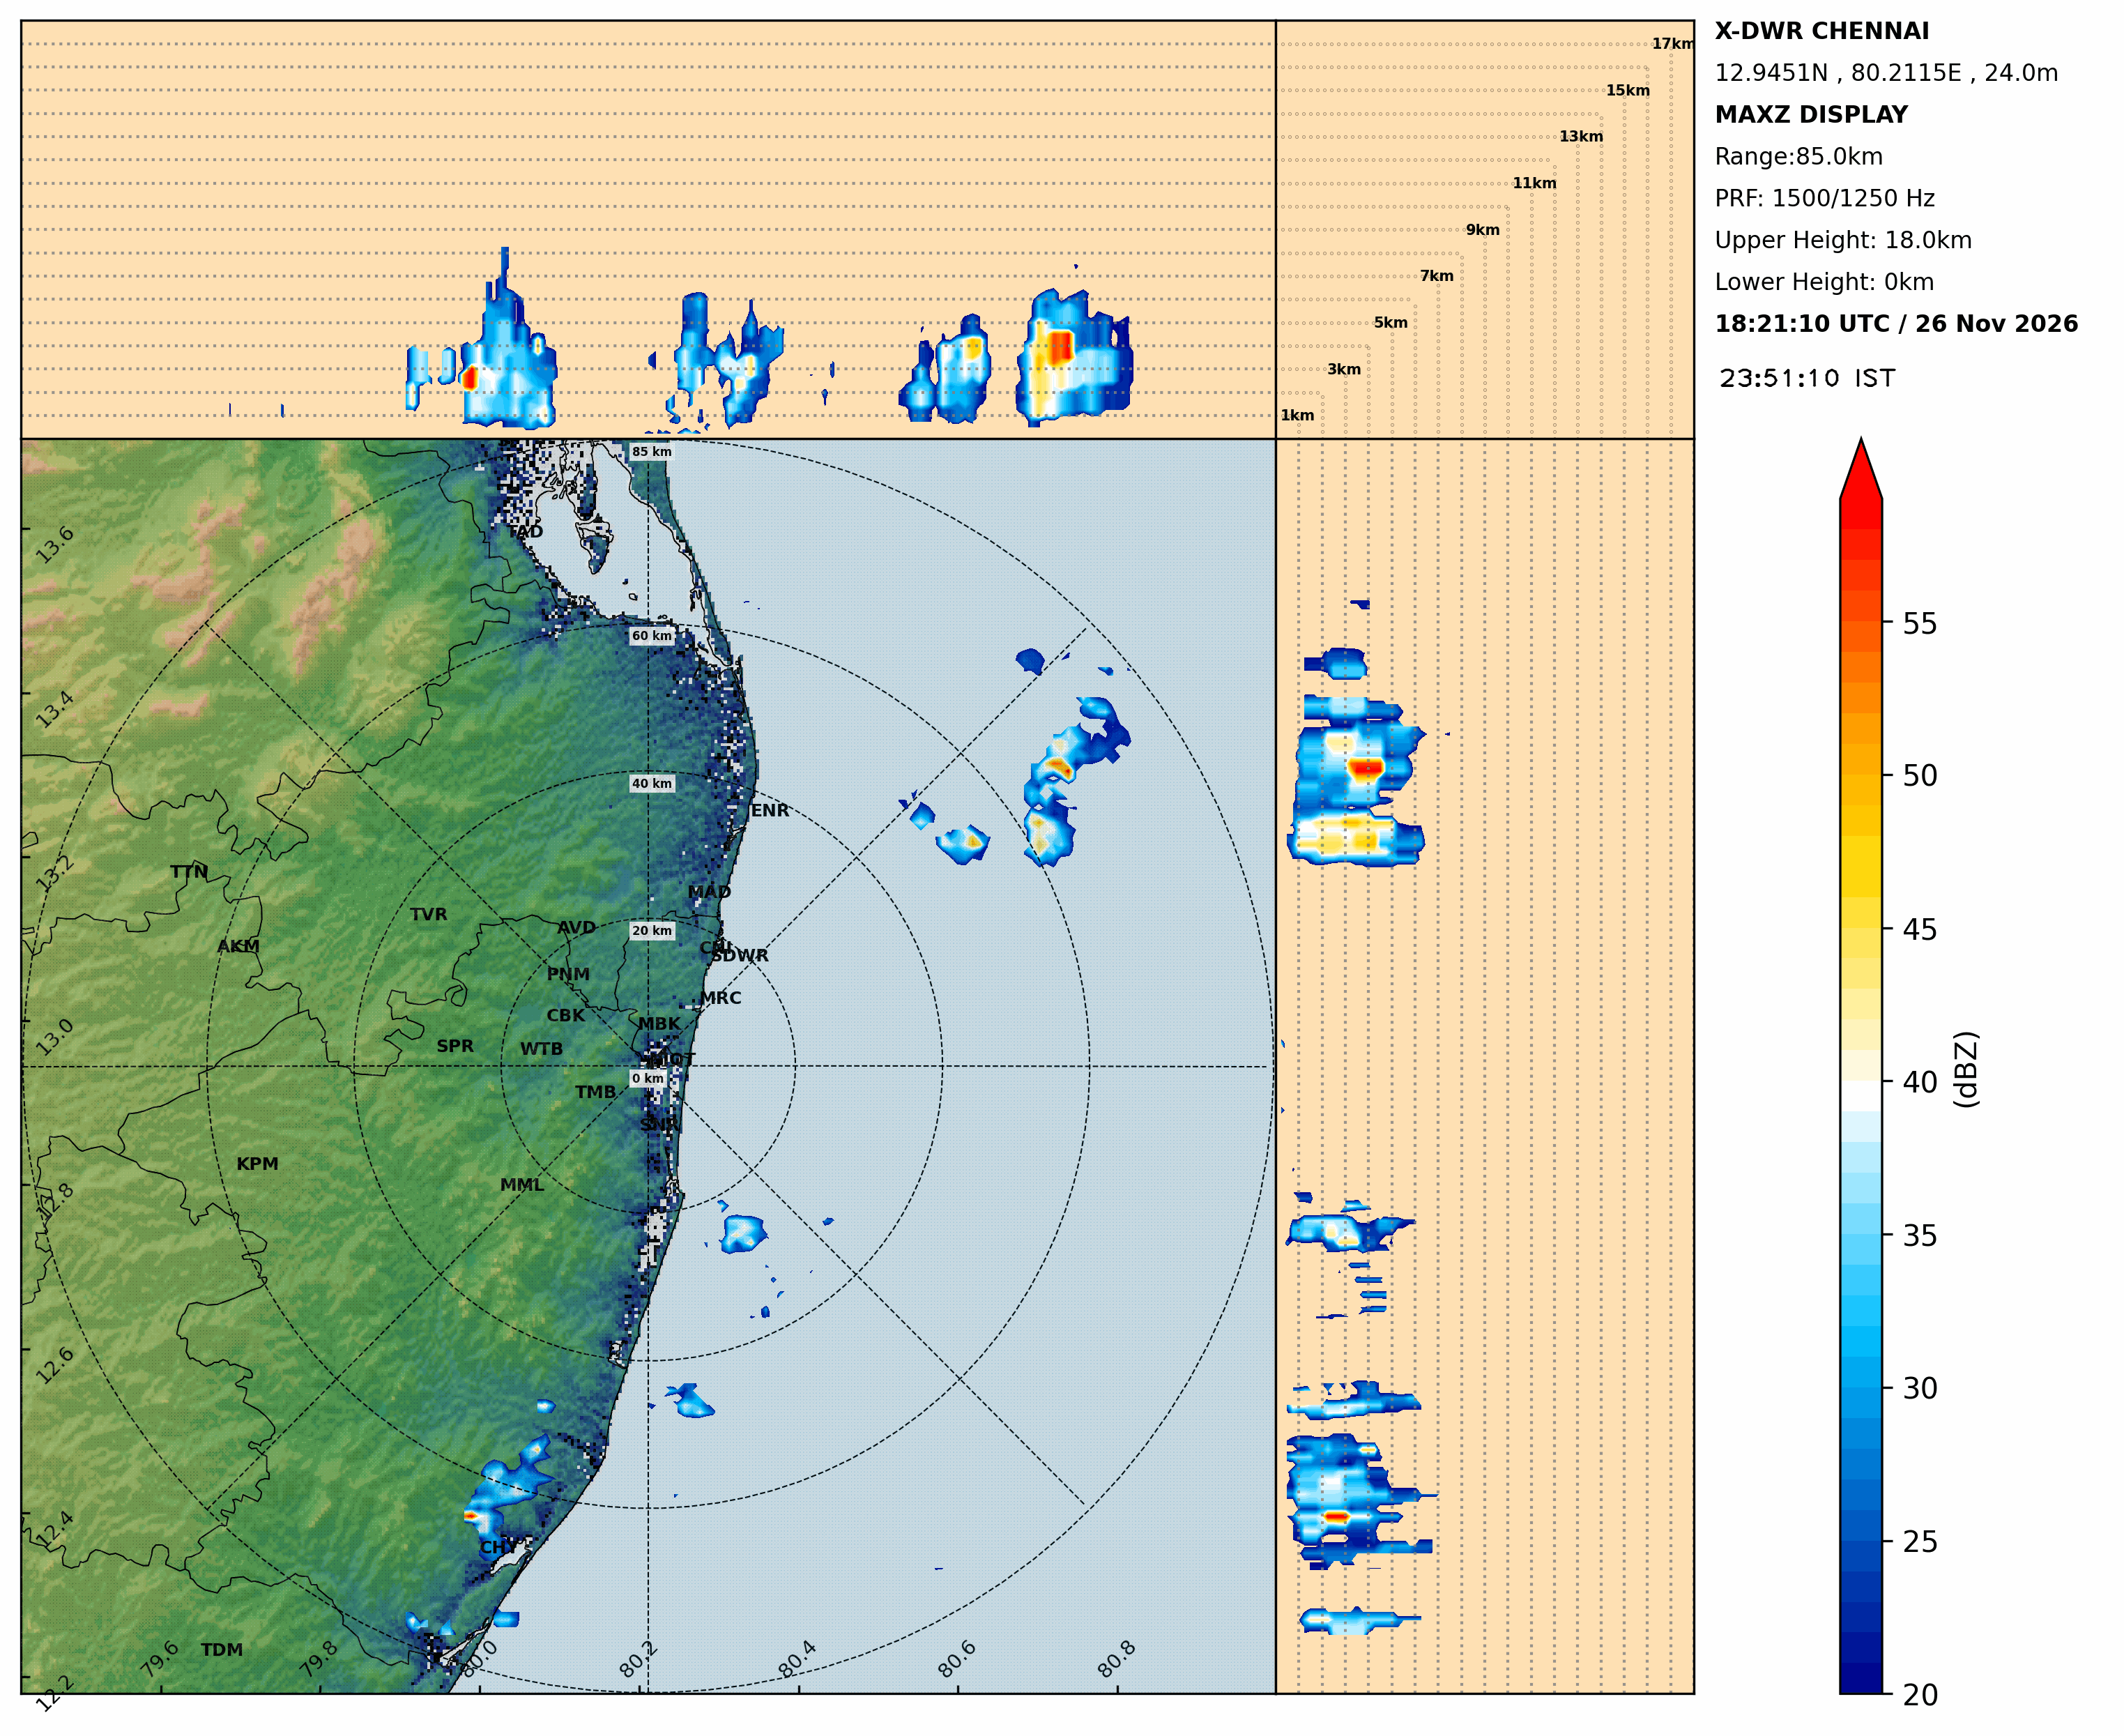 X-DWR CHENNAI
12.9451N , 80.2115E , 24.0m
MAXZ DISPLAY
Range:85.0km
PRF: 1500/1250 Hz
Upper Height: 18.0km
Lower Height: 0km
18:21:10 UTC / 26 Nov 2026
23:51:10 IST
17km
15km
13km
11km
9km
7km
5km
3km
1km
85 km
TAD
13.6
60 km
13.4
40 km
ENR
13.2
TTN
MAD
TVR
AVD
20 km
AKM
SDWR
PNM
MRC
CBK
MBK
13.0
SPR
WTB
0 km
TMB
SNR
KPM
MML
12.8
12.6
12.4
TDM
12.2
79.6
79.8
80.0
80.2
80.4
80.6
80.8
55
50
45
40
35
30
25
20
(dBZ)